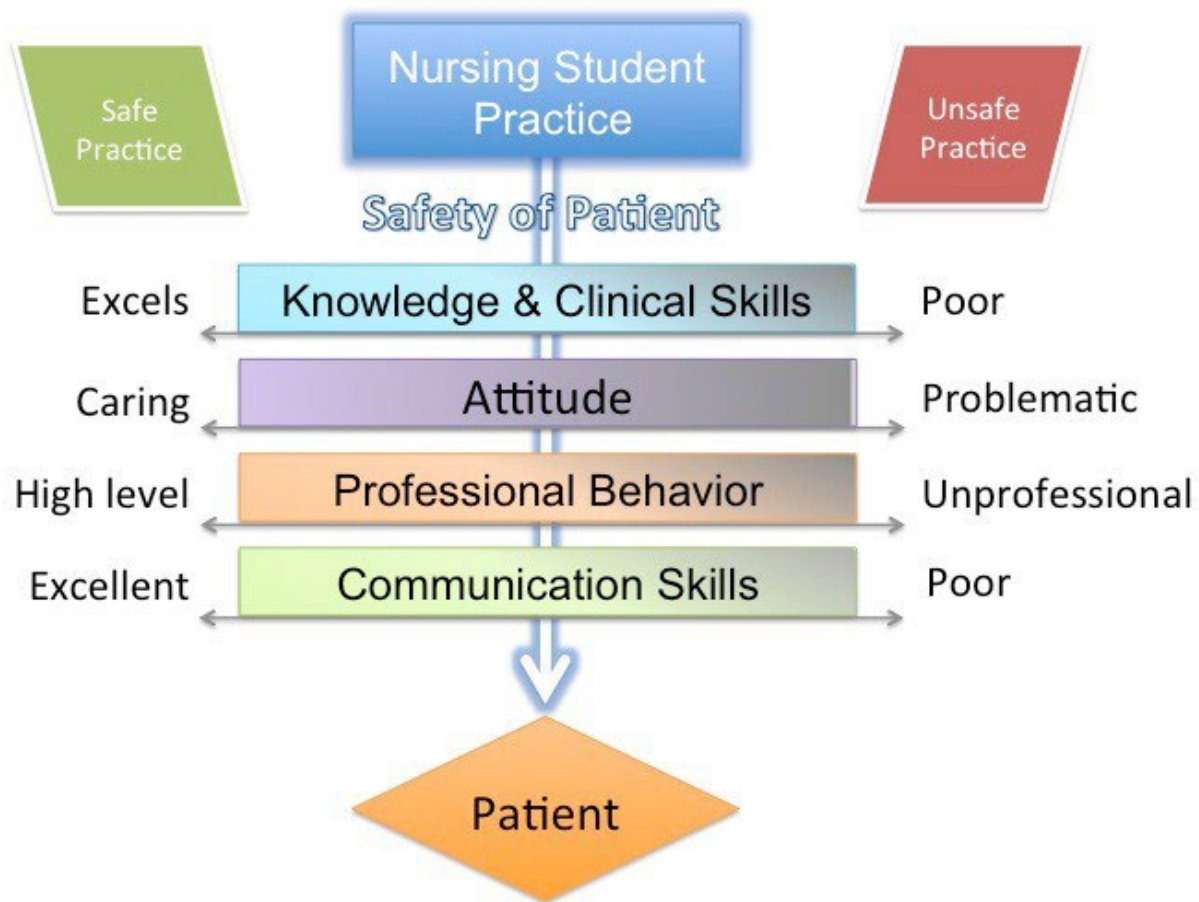 Safe
Practice
Nursing Student
Practice
Unsafe
Practice
Safety of Patient
Excels
Knowledge & Clinical Skills
Poor
Caring
Attitude
Problematic
High level
Professional Behavior
Unprofessional
Excellent
Communication Skills
Poor
Patient